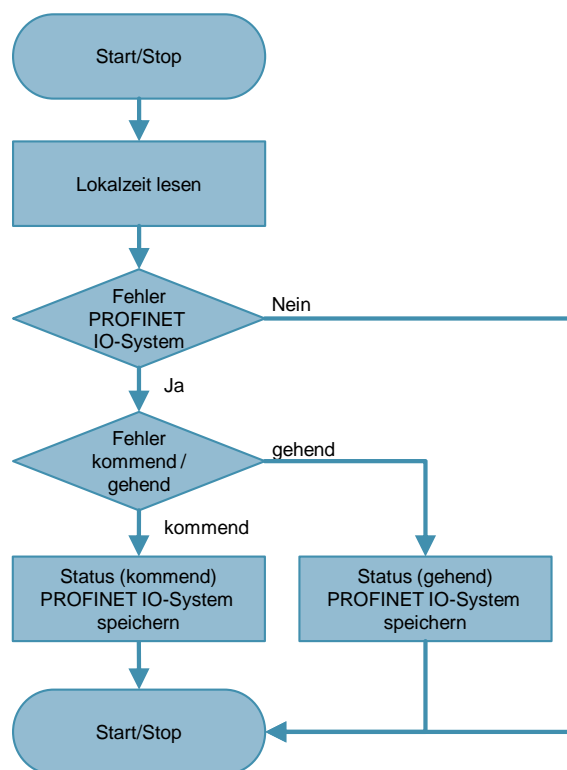 Start/Stop
Lokalzeit lesen
Fehler
PROFINET
IO-System
Nein
Ja
Fehler
kommend /
gehend
gehend
kommend
Status (kommend)
PROFINET IO-System
speichern
Status (gehend)
PROFINET IO-System
speichern
Start/Stop